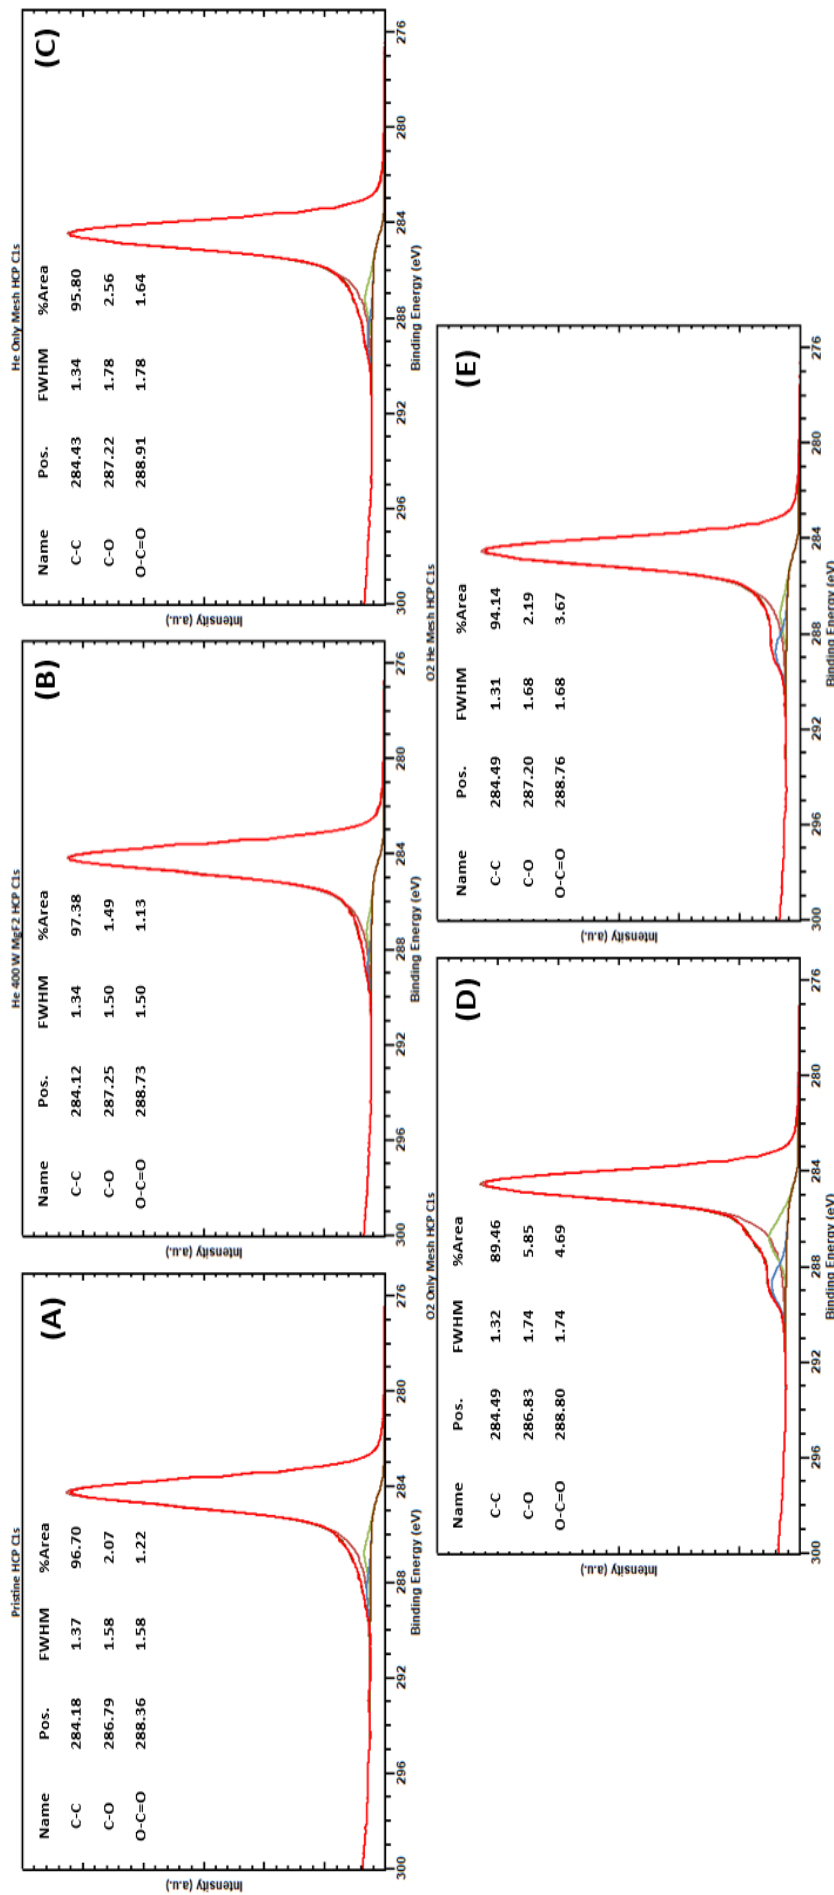 Pristine HCP C1s
(A)
Name Pos. FWHM %Area
C-C 284.18 1.37 96.70
C-O 286.79 1.58 2.07
O-C=O 288.36 1.58 1.22
Intensity (a.u.)
300 296 292 288 284 280 276
Binding Energy (eV)
He 400 W MgF2 HCP C1s
(B)
Name Pos. FWHM %Area
C-C 284.12 1.34 97.38
C-O 287.25 1.50 1.49
O-C=O 288.73 1.50 1.13
Intensity (a.u.)
300 296 292 288 284 280 276
Binding Energy (eV)
He Only Mesh HCP C1s
(C)
Name Pos. FWHM %Area
C-C 284.43 1.34 95.80
C-O 287.22 1.78 2.56
O-C=O 288.91 1.78 1.64
Intensity (a.u.)
300 296 292 288 284 280 276
Binding Energy (eV)
O2 Only Mesh HCP C1s
(D)
Name Pos. FWHM %Area
C-C 284.49 1.32 89.46
C-O 286.83 1.74 5.85
O-C=O 288.80 1.74 4.69
Intensity (a.u.)
300 296 292 288 284 280 276
Binding Energy (eV)
O2 He Mesh HCP C1s
(E)
Name Pos. FWHM %Area
C-C 284.49 1.31 94.14
C-O 287.20 1.68 2.19
O-C=O 288.76 1.68 3.67
Intensity (a.u.)
300 296 292 288 284 280 276
Binding Energy (eV)